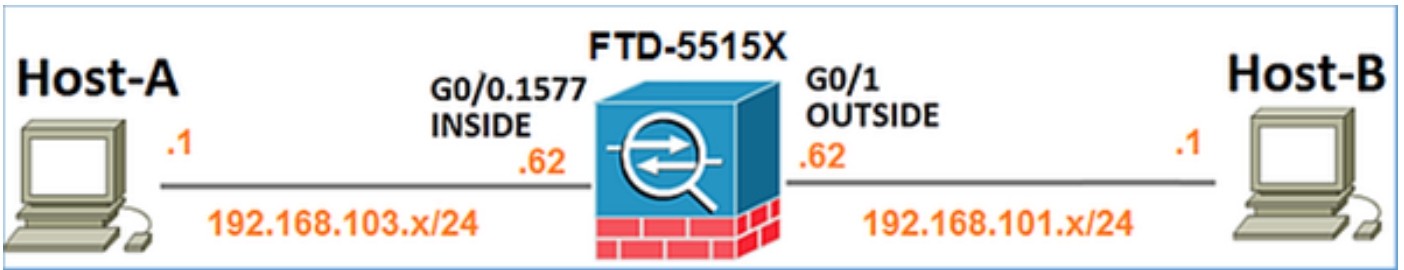 FTD-5515X
Host-A
G0/0.1577
INSIDE
G0/1
OUTSIDE
Host-B
.1
.62
.62
.1
192.168.103.x/24
192.168.101.x/24